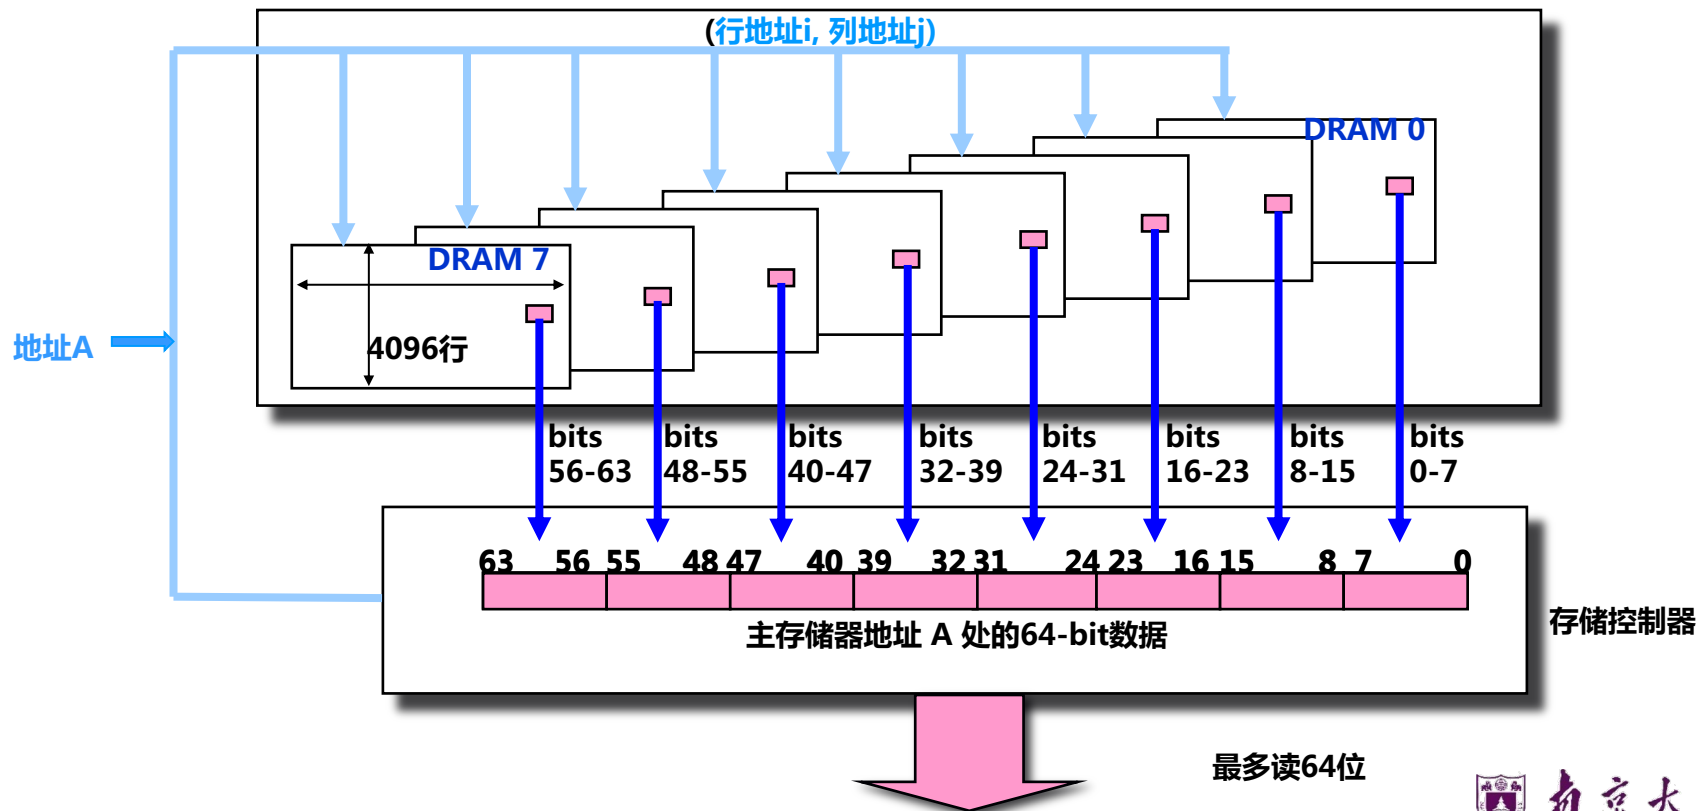 (行地址i, 列地址j)
DRAM 0
DRAM 7
4096行
地址A
bits
56-63
bits
48-55
bits
40-47
bits
32-39
bits
24-31
bits
16-23
bits
8-15
bits
0-7
63 56 55 48 47 40 39 32 31 24 23 16 15 8 7 0
主存储器地址 A 处的64-bit数据
存储控制器
最多读64位
南京大